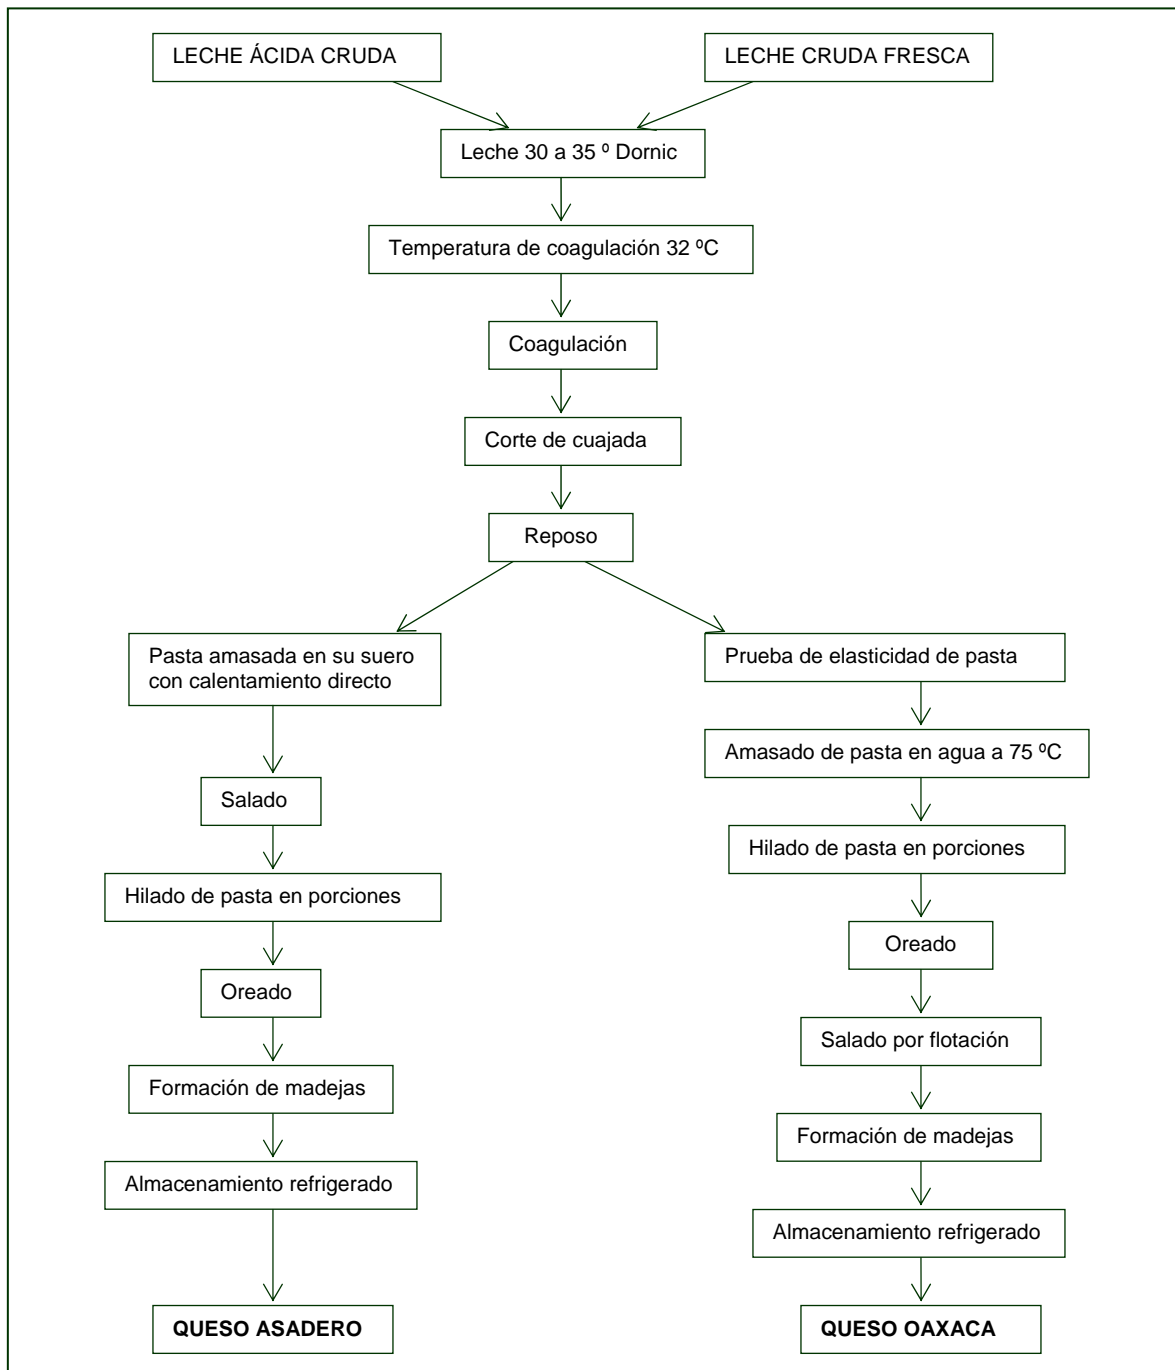 LECHE ÁCIDA CRUDA
LECHE CRUDA FRESCA
Leche 30 a 35 º Dornic
Temperatura de coagulación 32 ºC
Coagulación
Corte de cuajada
Reposo
Pasta amasada en su suero
con calentamiento directo
Salado
Hilado de pasta en porciones
Oreado
Formación de madejas
Almacenamiento refrigerado
QUESO ASADERO
Prueba de elasticidad de pasta
Amasado de pasta en agua a 75 ºC
Hilado de pasta en porciones
Oreado
Salado por flotación
Formación de madejas
Almacenamiento refrigerado
QUESO OAXACA